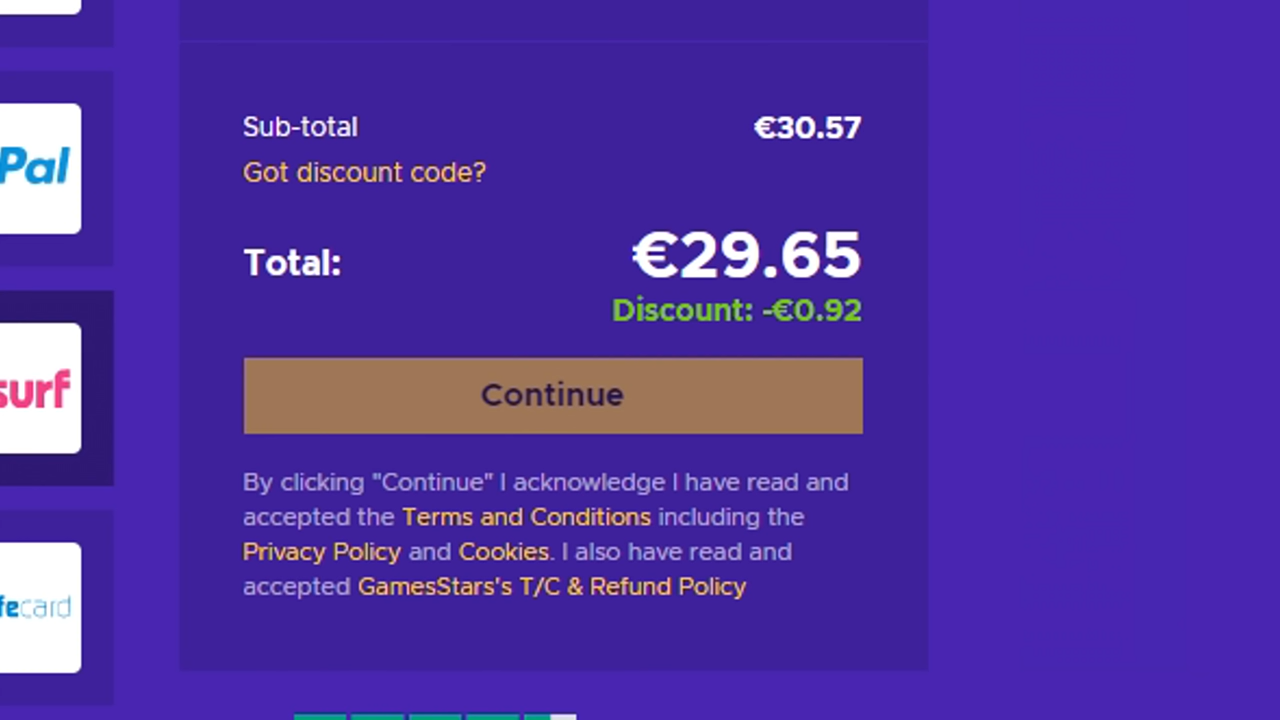 Sub-total €30.57
Got discount code?
Pal
Total: €29.65
Discount: -€0.92
surf
Continue
By clicking "Continue" I acknowledge I have read and
accepted the Terms and Conditions including the
Privacy Policy and Cookies. I also have read and
accepted GamesStars's T/C & Refund Policy
fecard